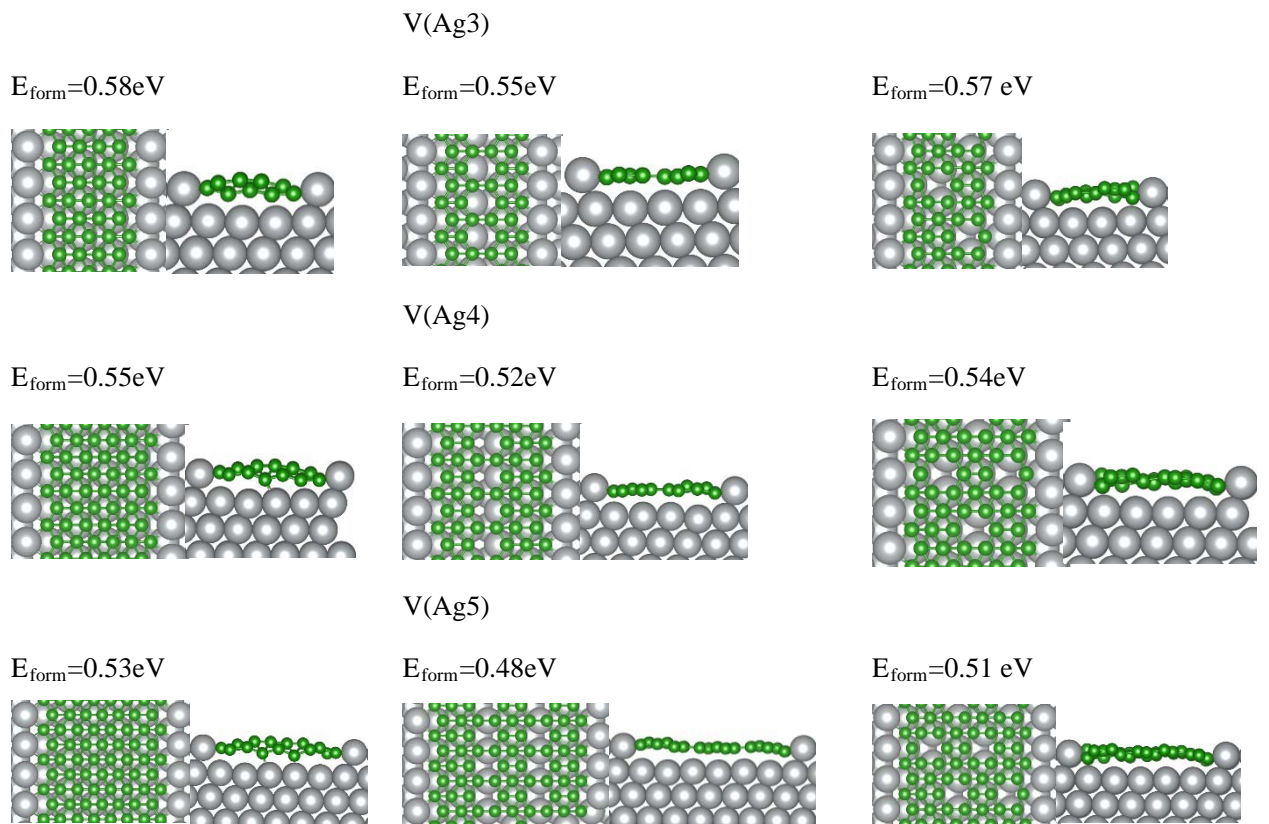 V(Ag3)
E_form=0.58eV
E_form=0.55eV
E_form=0.57 eV
V(Ag4)
E_form=0.55eV
E_form=0.52eV
E_form=0.54eV
V(Ag5)
E_form=0.53eV
E_form=0.48eV
E_form=0.51 eV